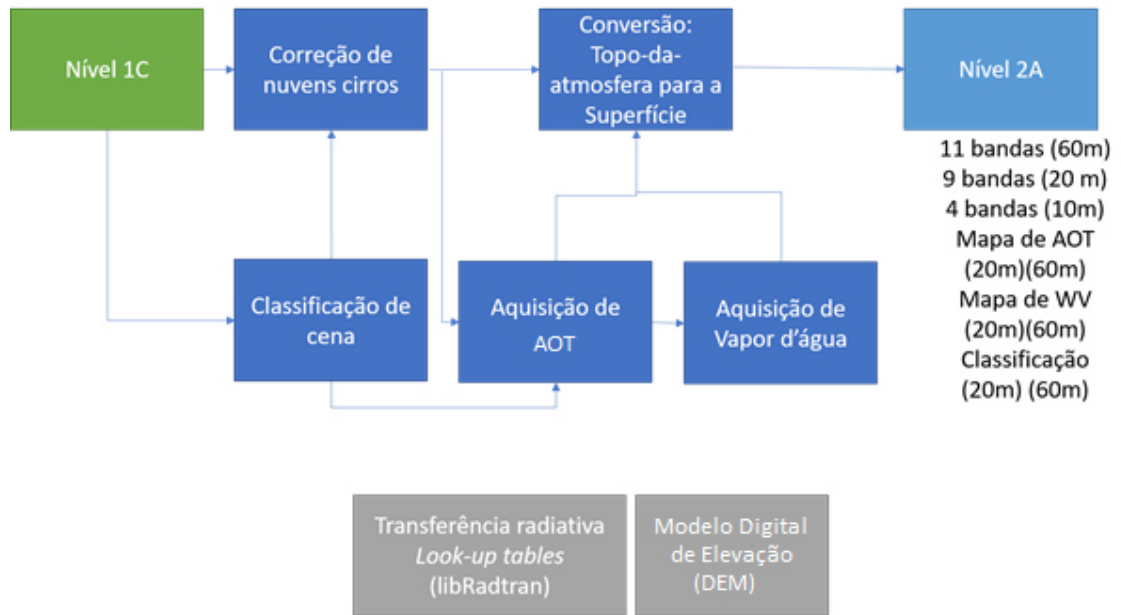 Nível 1C
Correção de
nuvens cirros
Conversão:
Topo-da-
atmosfera para a
Superfície
Nível 2A
11 bandas (60m)
9 bandas (20 m)
4 bandas (10m)
Mapa de AOT
(20m)(60m)
Mapa de WV
(20m)(60m)
Classificação
(20m) (60m)
Classificação de
cena
Aquisição de
AOT
Aquisição de
Vapor d’água
Transferência radiativa
Look-up tables
(libRadtran)
Modelo Digital
de Elevação
(DEM)